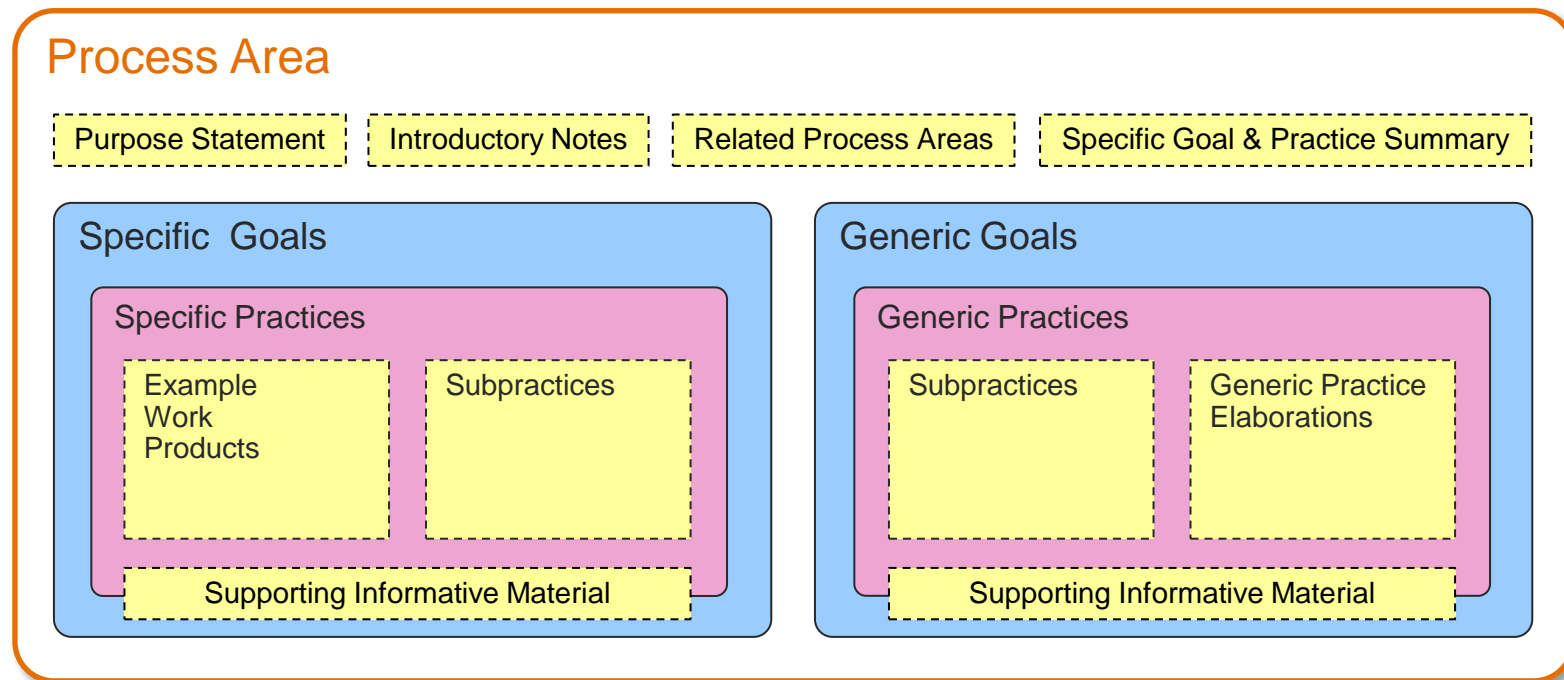 Process Area
Purpose Statement
Introductory Notes
Related Process Areas
Specific Goal & Practice Summary
Specific  Goals
Specific Practices
Example
Work
Products
Subpractices
Supporting Informative Material
Generic Goals
Generic Practices
Subpractices
Generic Practice
Elaborations
Supporting Informative Material